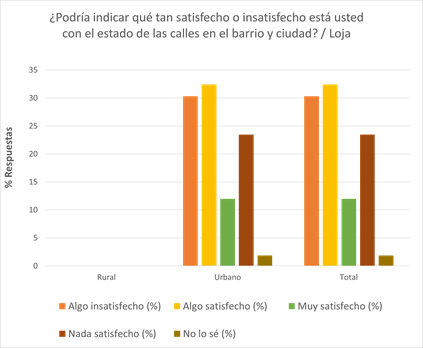 ¿Podría indicar qué tan satisfecho o insatisfecho está usted
con el estado de las calles en el barrio y ciudad? / Loja
% Respuestas
35
30
25
20
15
10
5
0
Rural Urbano Total
Algo insatisfecho (%) Algo satisfecho (%) Muy satisfecho (%)
Nada satisfecho (%) No lo sé (%)